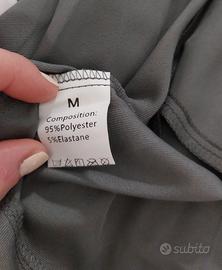 M
Composition:
95%Polyester
5%Elastane
subito